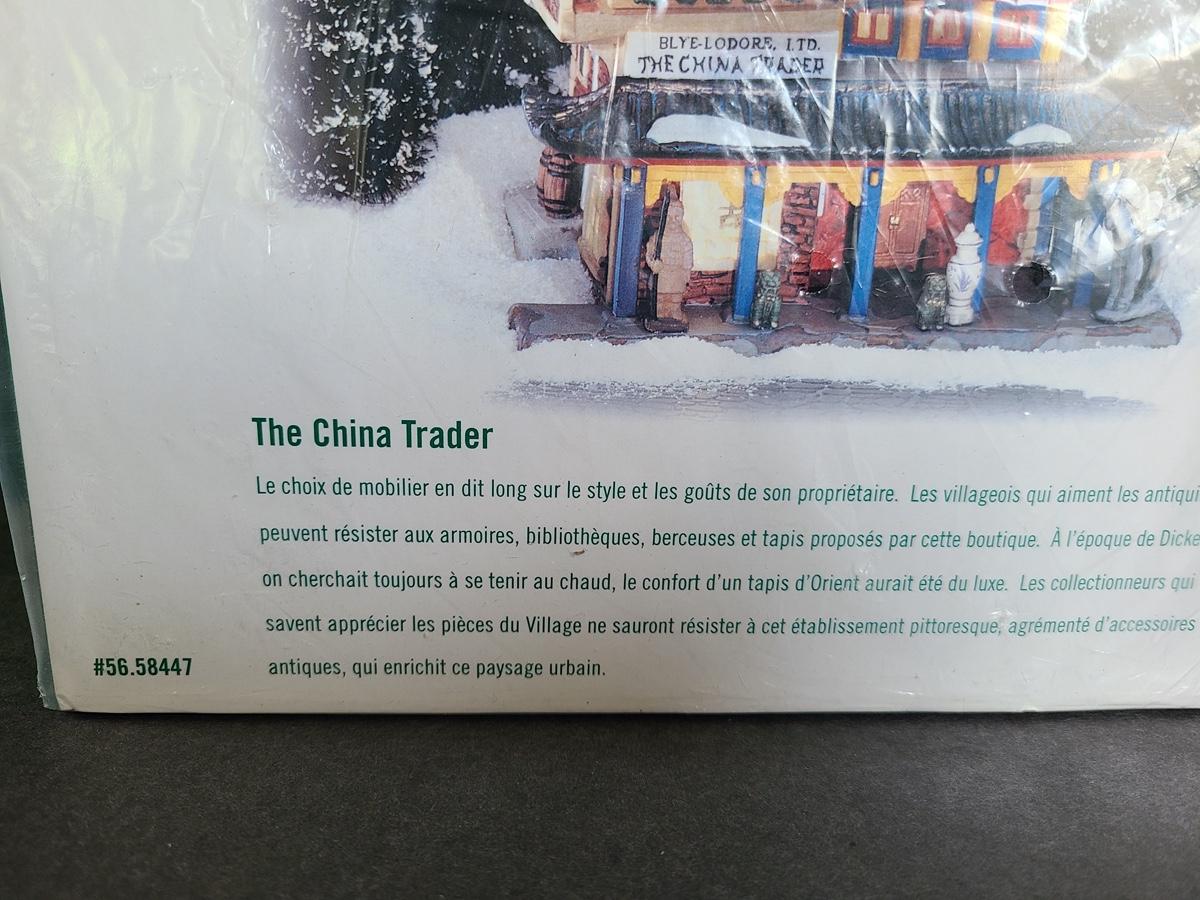 BLYE-LODORE, LTD.
THE CHINA TRADER
The China Trader
Le choix de mobilier en dit long sur le style et les goûts de son propriétaire. Les villageois qui aiment les antiqui
peuvent résister aux armoires, bibliothèques, berceuses et tapis proposés par cette boutique. À l'époque de Dicke
on cherchait toujours à se tenir au chaud, le confort d'un tapis d'Orient aurait été du luxe. Les collectionneurs qui
savent apprécier les pièces du Village ne sauront résister à cet établissement pittoresque, agrémenté d'accessoires
#56.58447 antiques, qui enrichit ce paysage urbain.